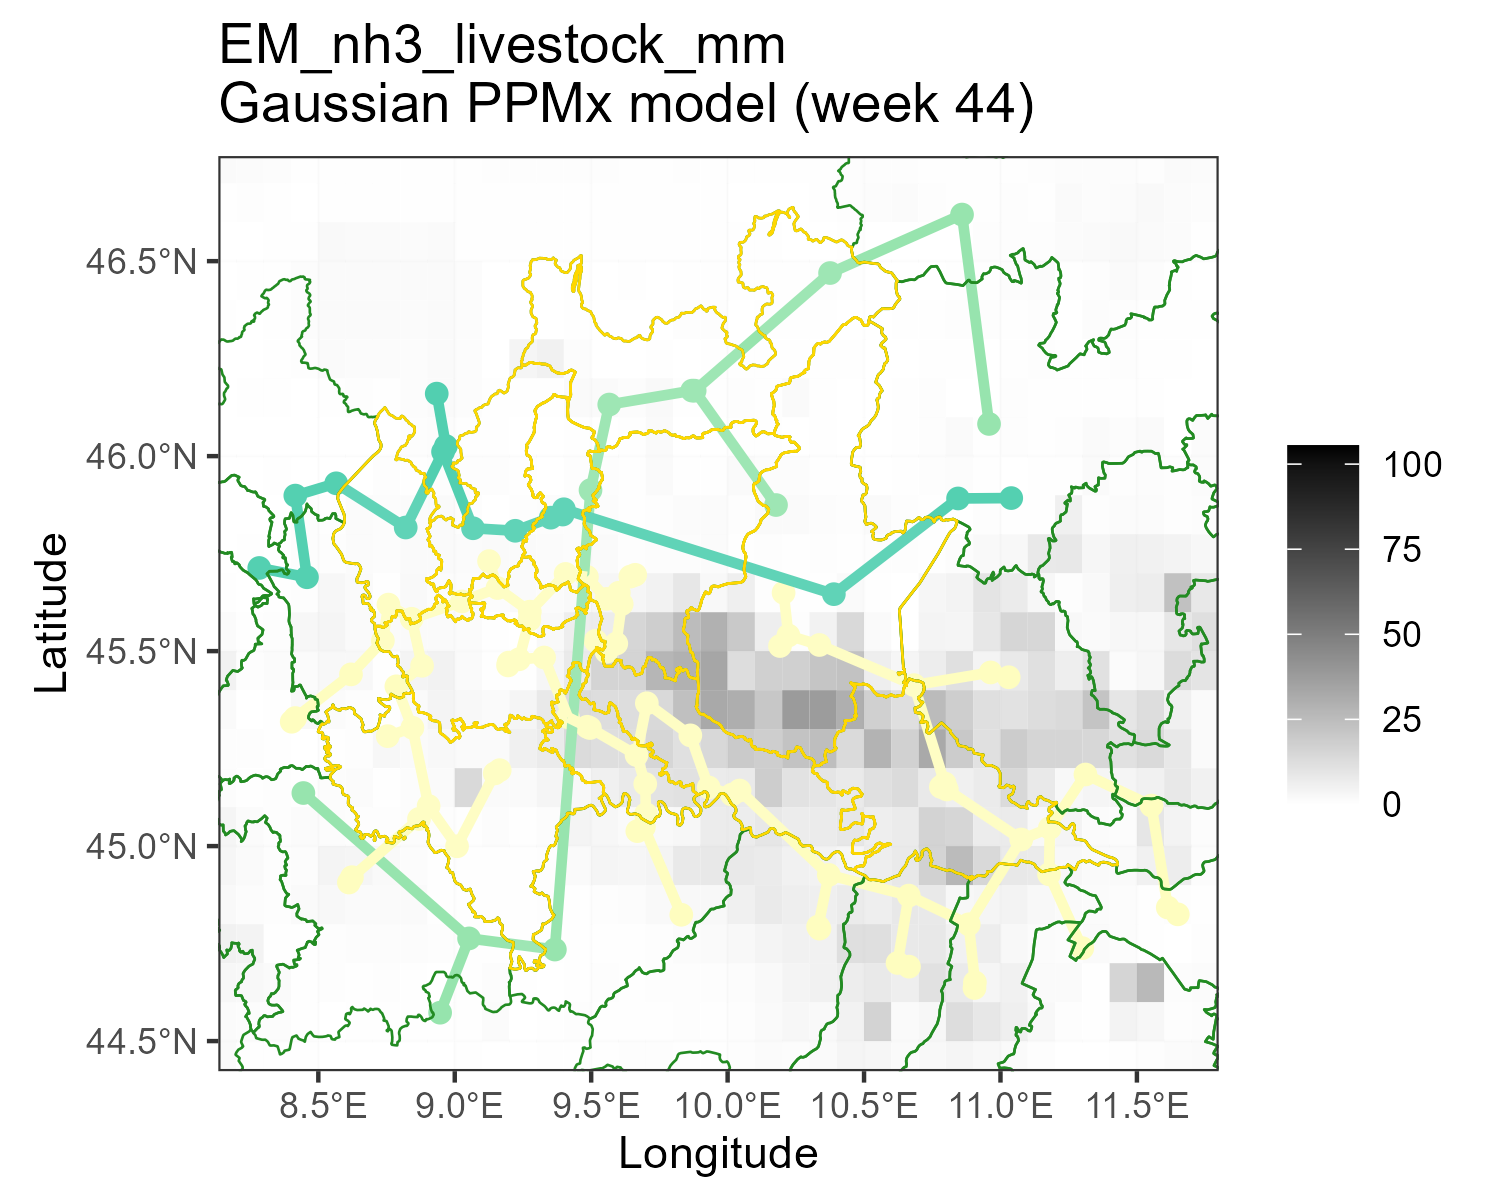 EM_nh3_livestock_mm
Gaussian PPMx model (week 44)
46.5°N
46.0°N
45.5°N
45.0°N
44.5°N
Latitude
8.5°E
9.0°E
9.5°E
10.0°E
10.5°E
11.0°E
11.5°E
Longitude
100
75
50
25
0